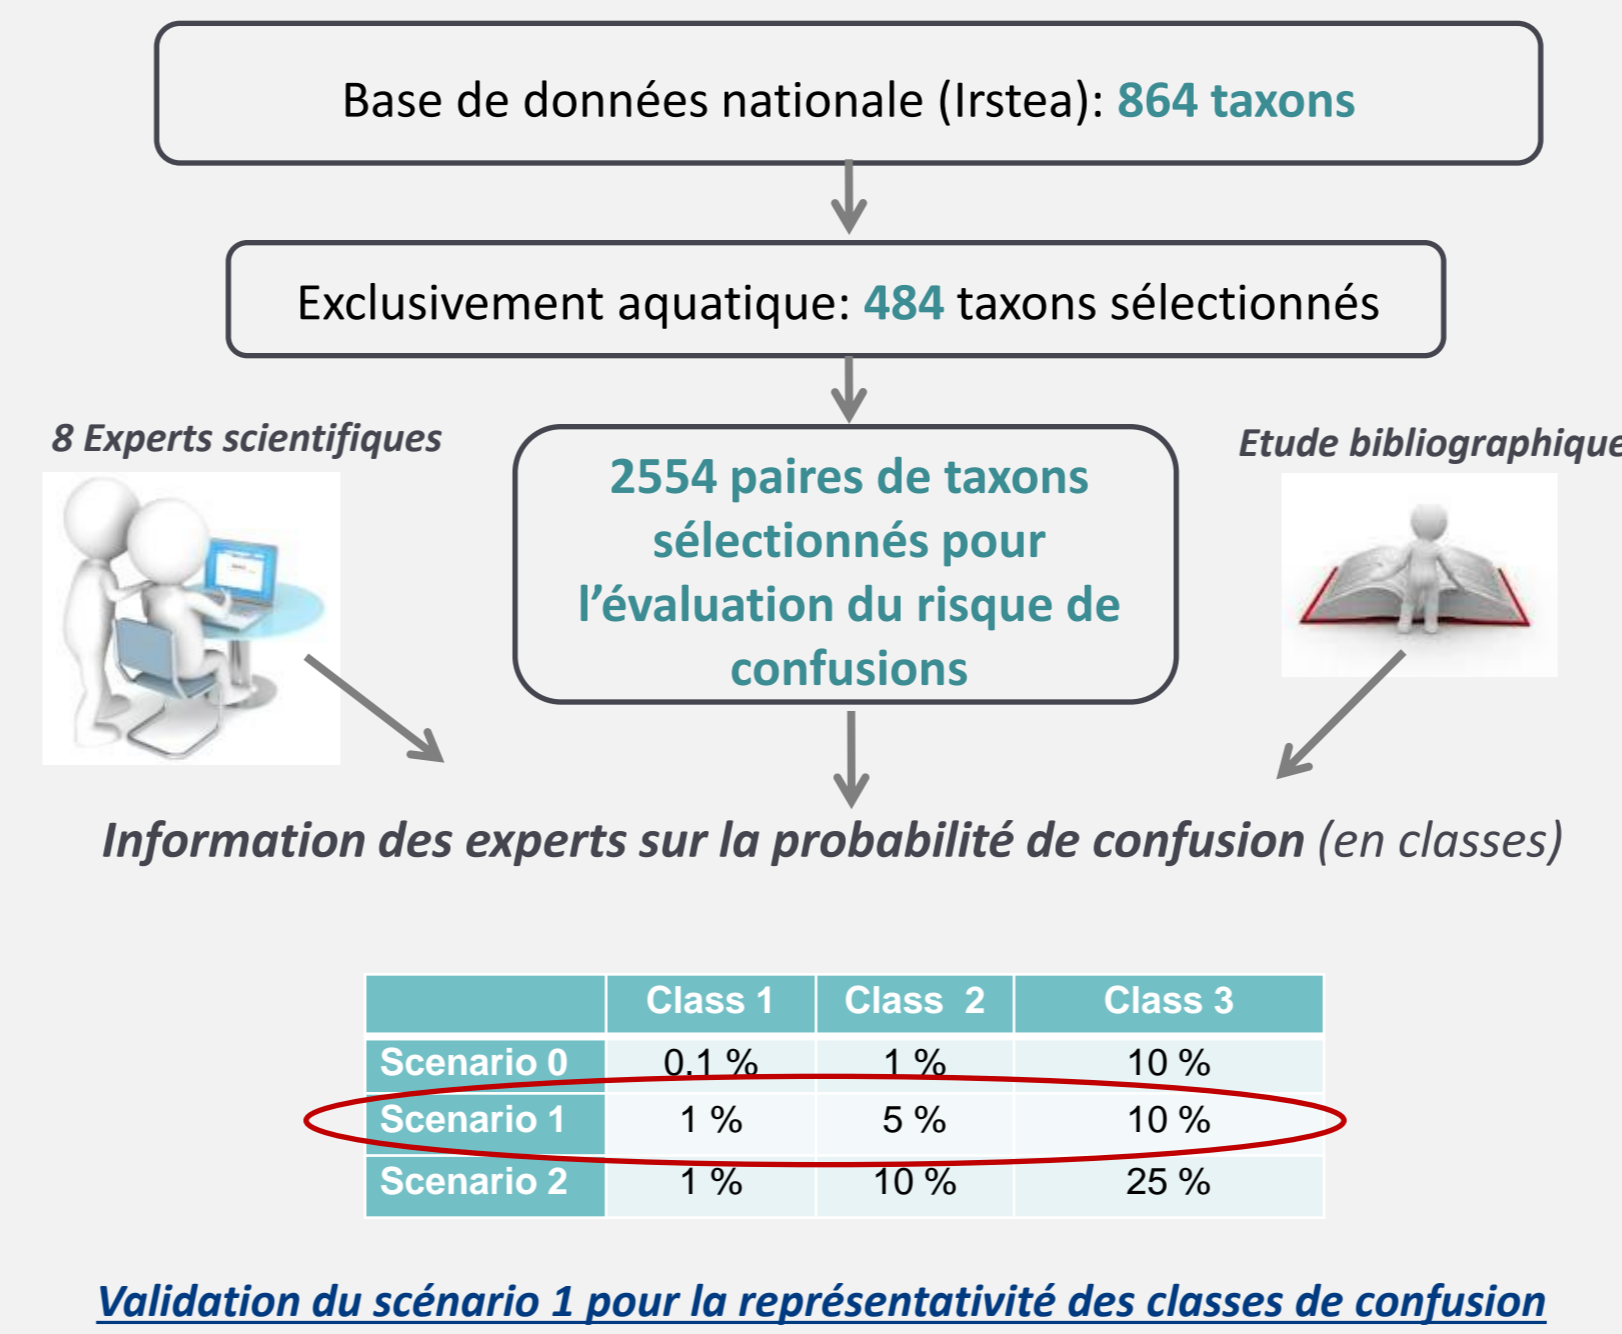 Base de données nationale (Irstea): 864 taxons
Exclusivement aquatique: 484 taxons sélectionnés
8 Experts scientifiques
2554 paires de taxons
sélectionnés pour
l’évaluation du risque de
confusions
Etude bibliographique
Information des experts sur la probabilité de confusion (en classes)
Class 1 Class 2 Class 3
Scenario 0 0.1 % 1 % 10 %
Scenario 1 1 % 5 % 10 %
Scenario 2 1 % 10 % 25 %
Validation du scénario 1 pour la représentativité des classes de confusion